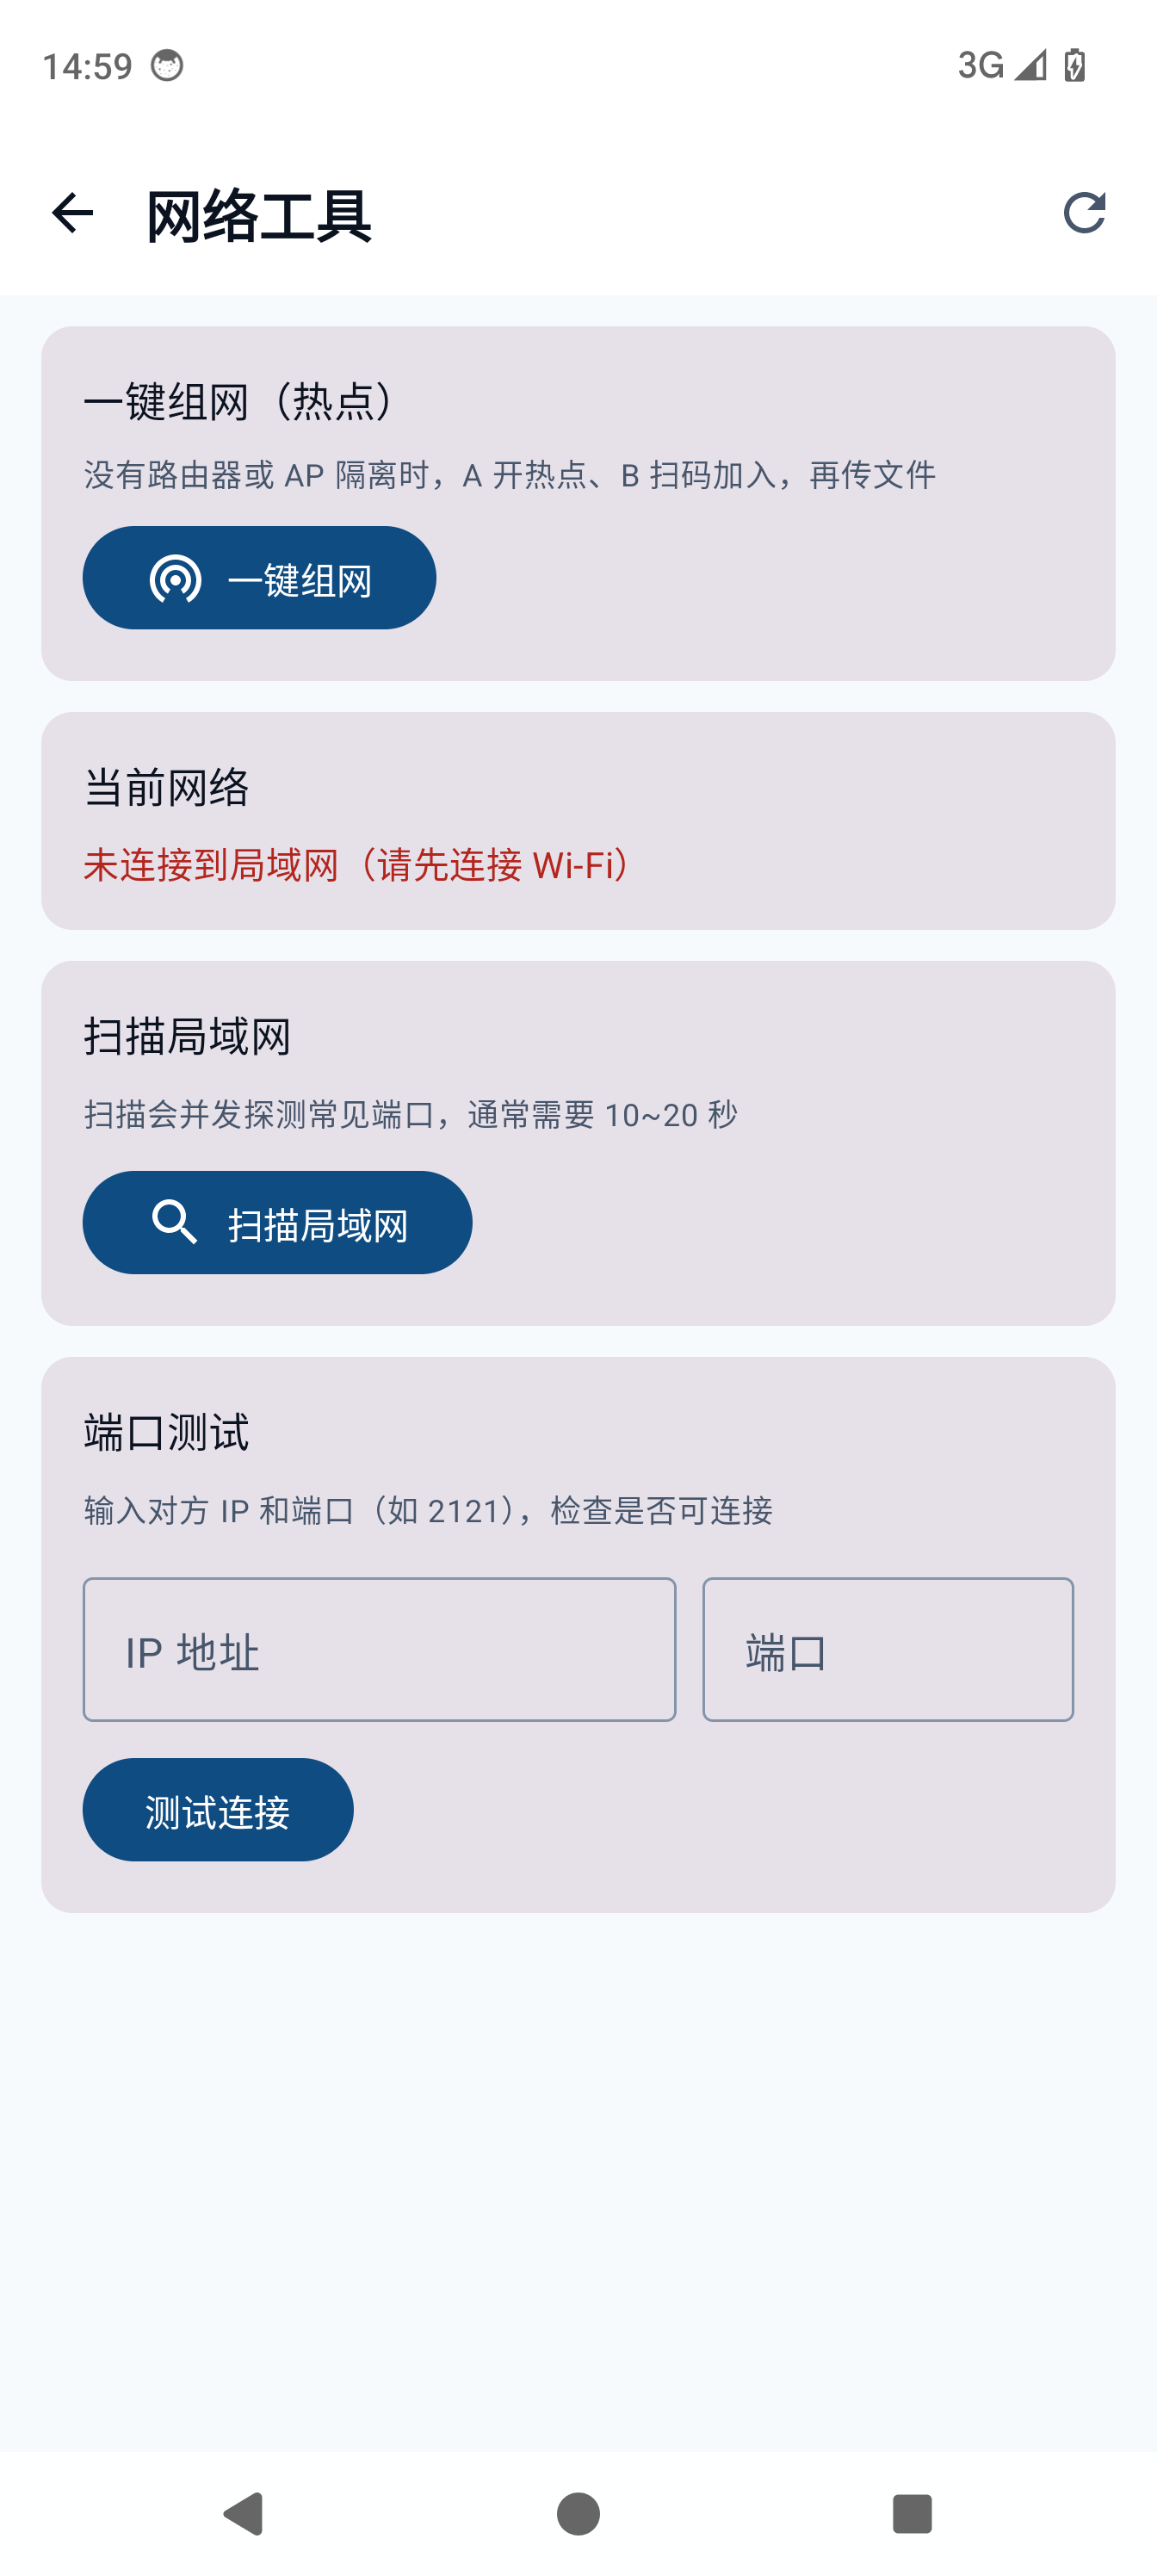 14:59
3G
网络工具
一键组网（热点）
没有路由器或 AP 隔离时，A 开热点、B 扫码加入，再传文件
一键组网
当前网络
未连接到局域网（请先连接 Wi-Fi）
扫描局域网
扫描会并发探测常见端口，通常需要 10~20 秒
扫描局域网
端口测试
输入对方 IP 和端口（如 2121），检查是否可连接
IP 地址
端口
测试连接